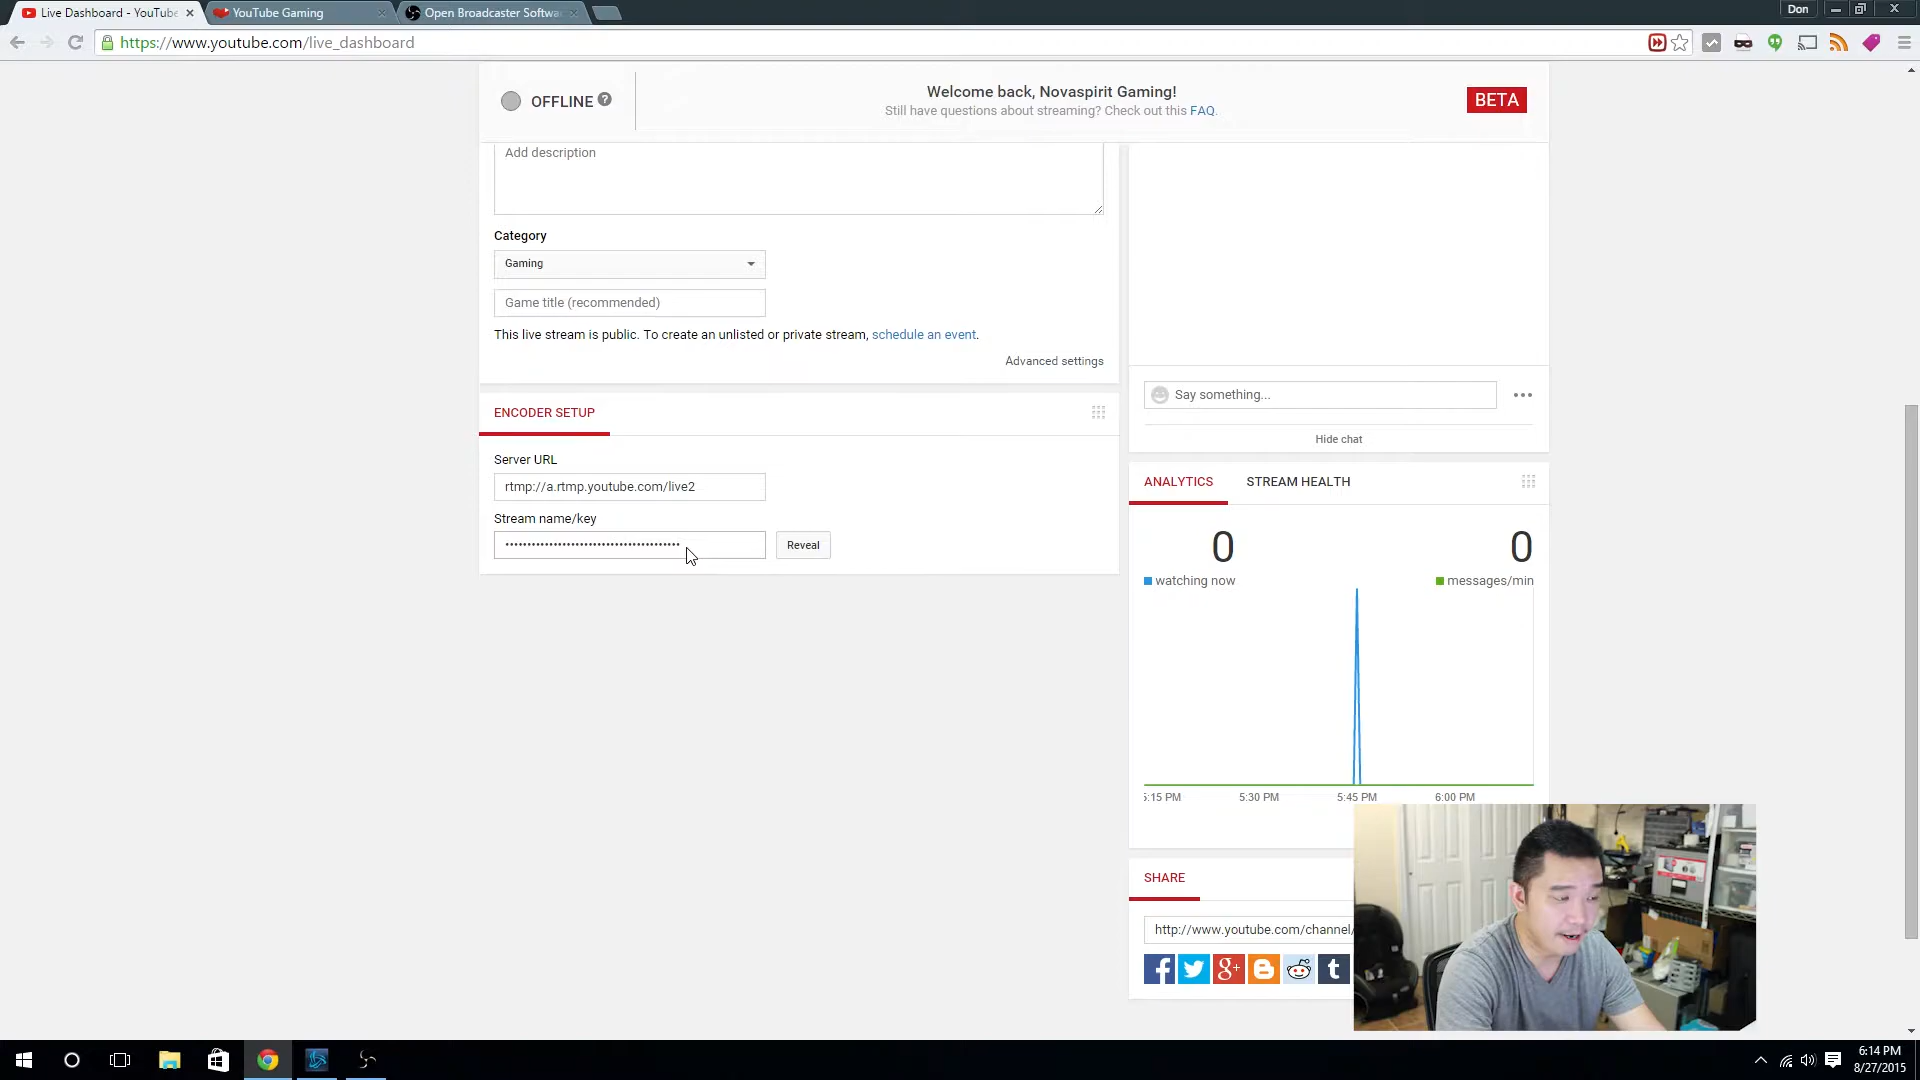 Live Dashboard - YouTube
YouTube Gaming
Open Broadcaster Softwa
Don
https://www.youtube.com/live_dashboard
OFFLINE
Welcome back, Novaspirit Gaming!
Still have questions about streaming? Check out this FAQ.
BETA
Add description
Category
Gaming
Game title (recommended)
This live stream is public. To create an unlisted or private stream, schedule an event.
Advanced settings
ENCODER SETUP
Server URL
rtmp://a.rtmp.youtube.com/live2
Stream name/key
••••••••••••••••••••••••••••••••••••••••
Reveal
Say something...
Hide chat
ANALYTICS
STREAM HEALTH
0
0
watching now
messages/min
5:15 PM
5:30 PM
5:45 PM
6:00 PM
SHARE
http://www.youtube.com/channel/
6:14 PM
8/27/2015